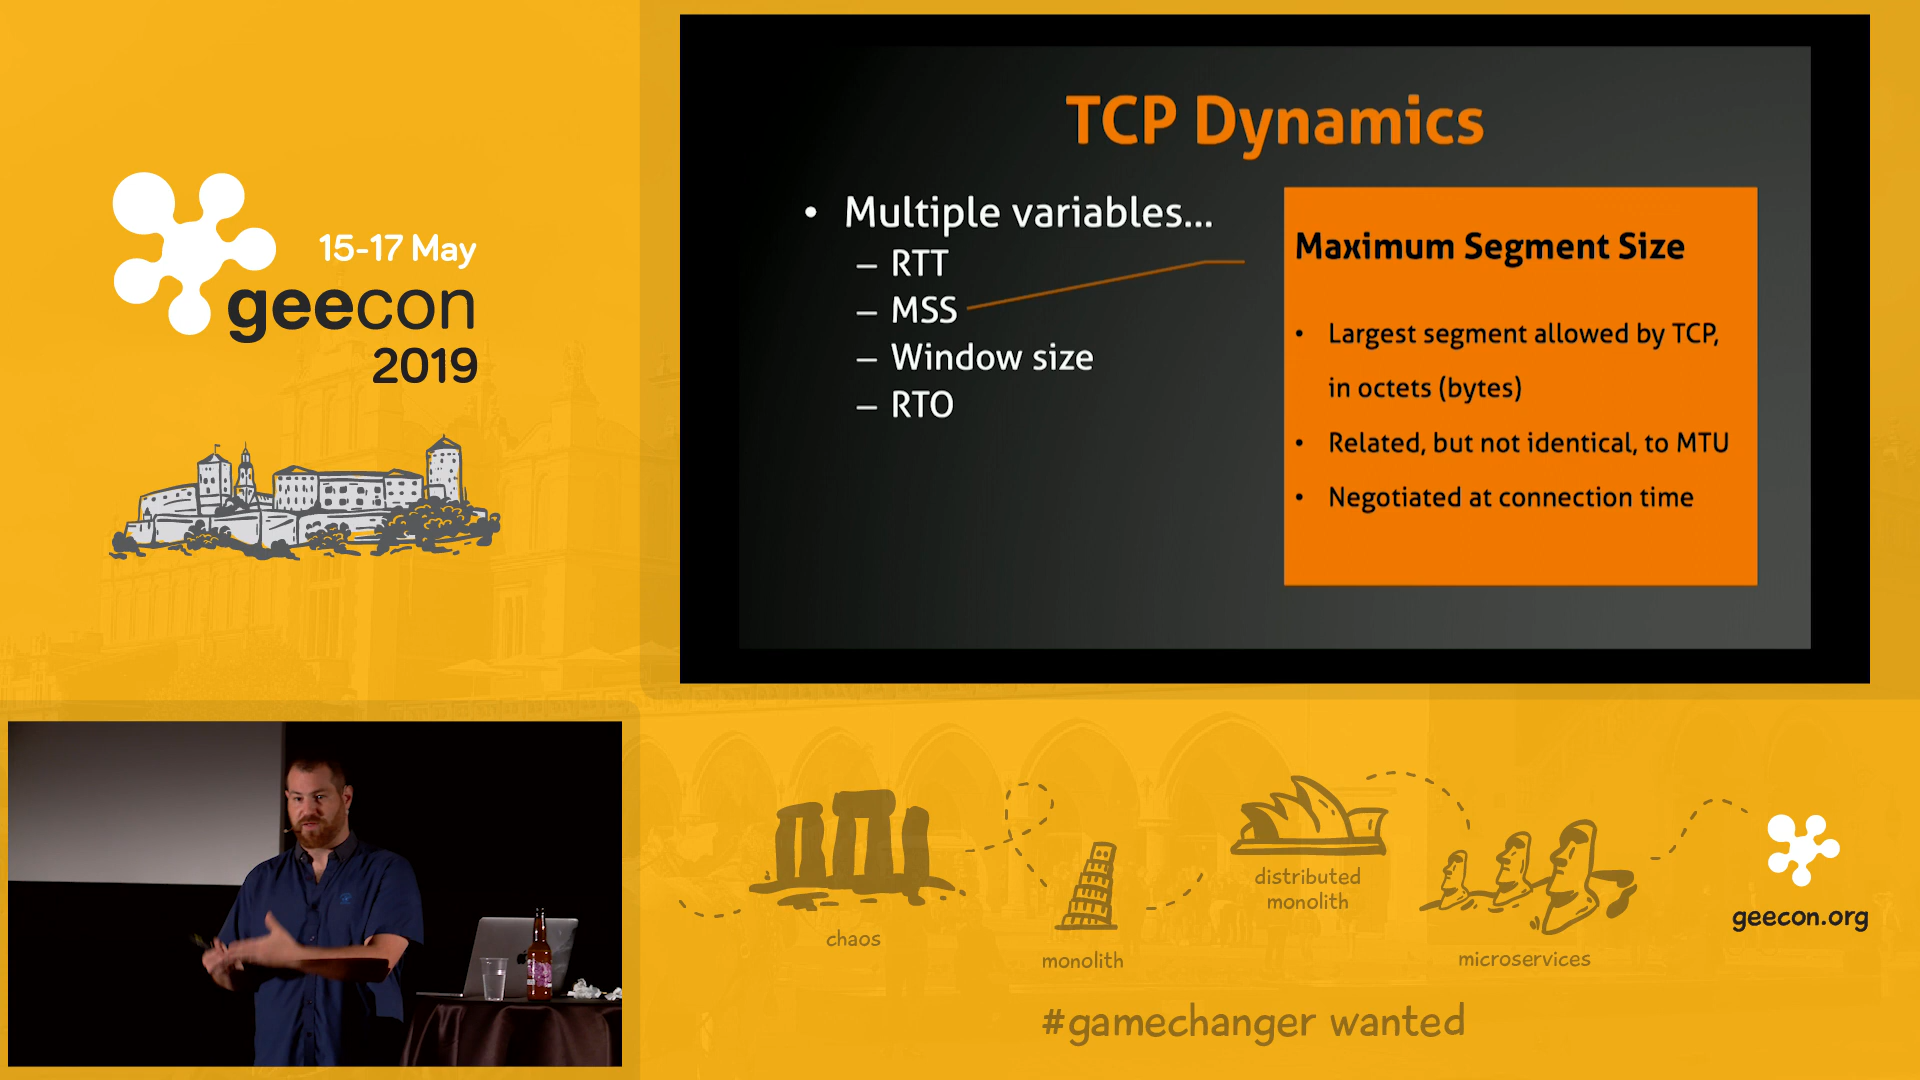 15-17 May
geecon
2019
TCP Dynamics
• Multiple variables...
– RTT
– MSS
– Window size
– RTO
Maximum Segment Size
• Largest segment allowed by TCP,
in octets (bytes)
• Related, but not identical, to MTU
• Negotiated at connection time
chaos
monolith
distributed
monolith
microservices
geecon.org
#gamechanger wanted